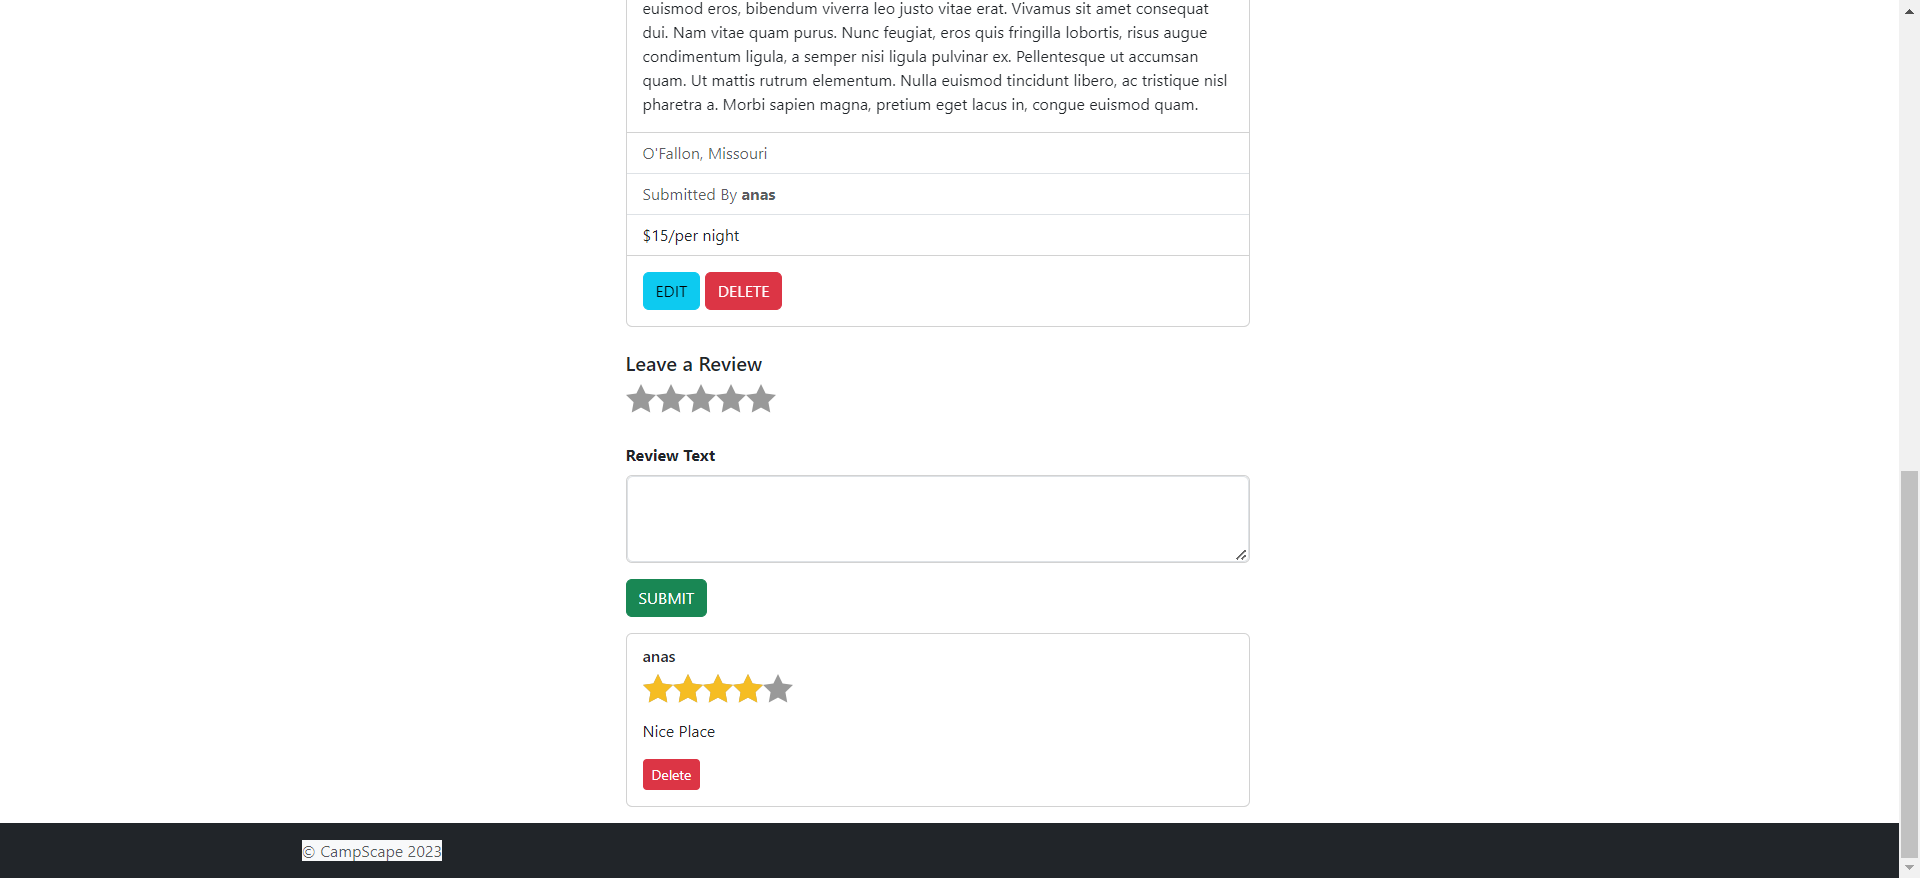 euismod eros, bibendum viverra leo justo vitae erat. Vivamus sit amet consequat
dui. Nam vitae quam purus. Nunc feugiat, eros quis fringilla lobortis, risus augue
condimentum ligula, a semper nisi ligula pulvinar ex. Pellentesque ut accumsan
quam. Ut mattis rutrum elementum. Nulla euismod tincidunt libero, ac tristique nisl
pharetra a. Morbi sapien magna, pretium eget lacus in, congue euismod quam.
O'Fallon, Missouri
Submitted By anas
$15/per night
EDIT DELETE
Leave a Review
Review Text
SUBMIT
anas
Nice Place
Delete
© CampScape 2023